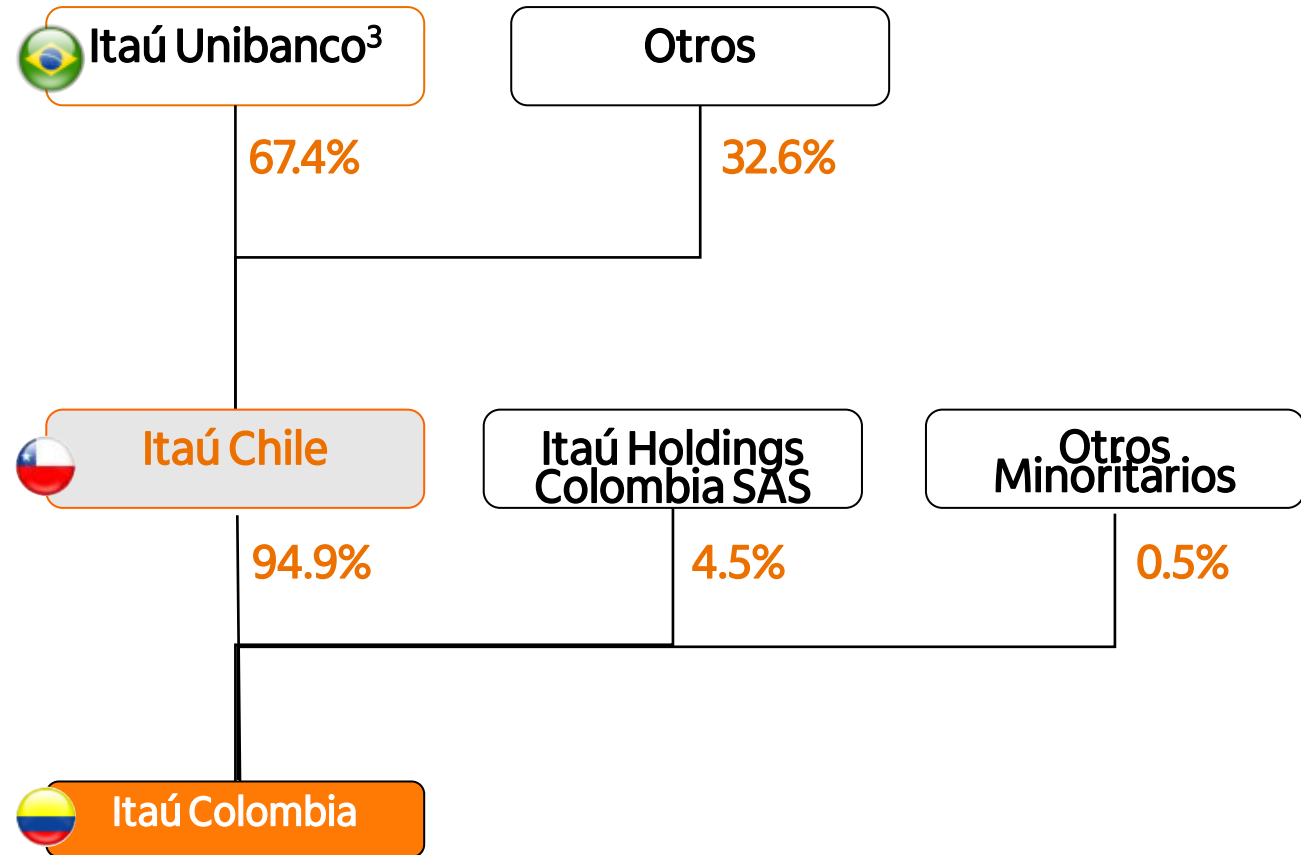 Itaú Unibanco³
Otros
67.4%
32.6%
Itaú Chile
Itaú Holdings
Colombia SAS
Otros
Minoritarios
94.9%
4.5%
0.5%
Itaú Colombia